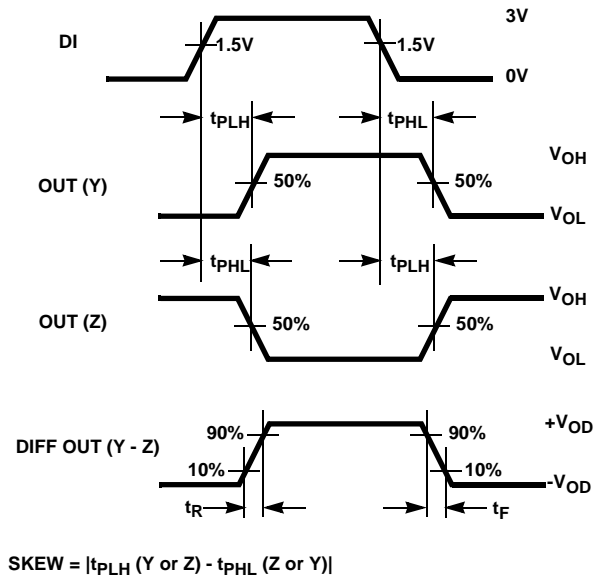 3V
DI
1.5V
1.5V
0V
tPLH
tPHL
VOH
OUT (Y)
50%
50%
VOL
tPHL
tPLH
VOH
OUT (Z)
50%
50%
VOL
+VOD
DIFF OUT (Y - Z)
90%
90%
10%
10%
-VOD
tR
tF
SKEW = |tPLH (Y or Z) - tPHL (Z or Y)|